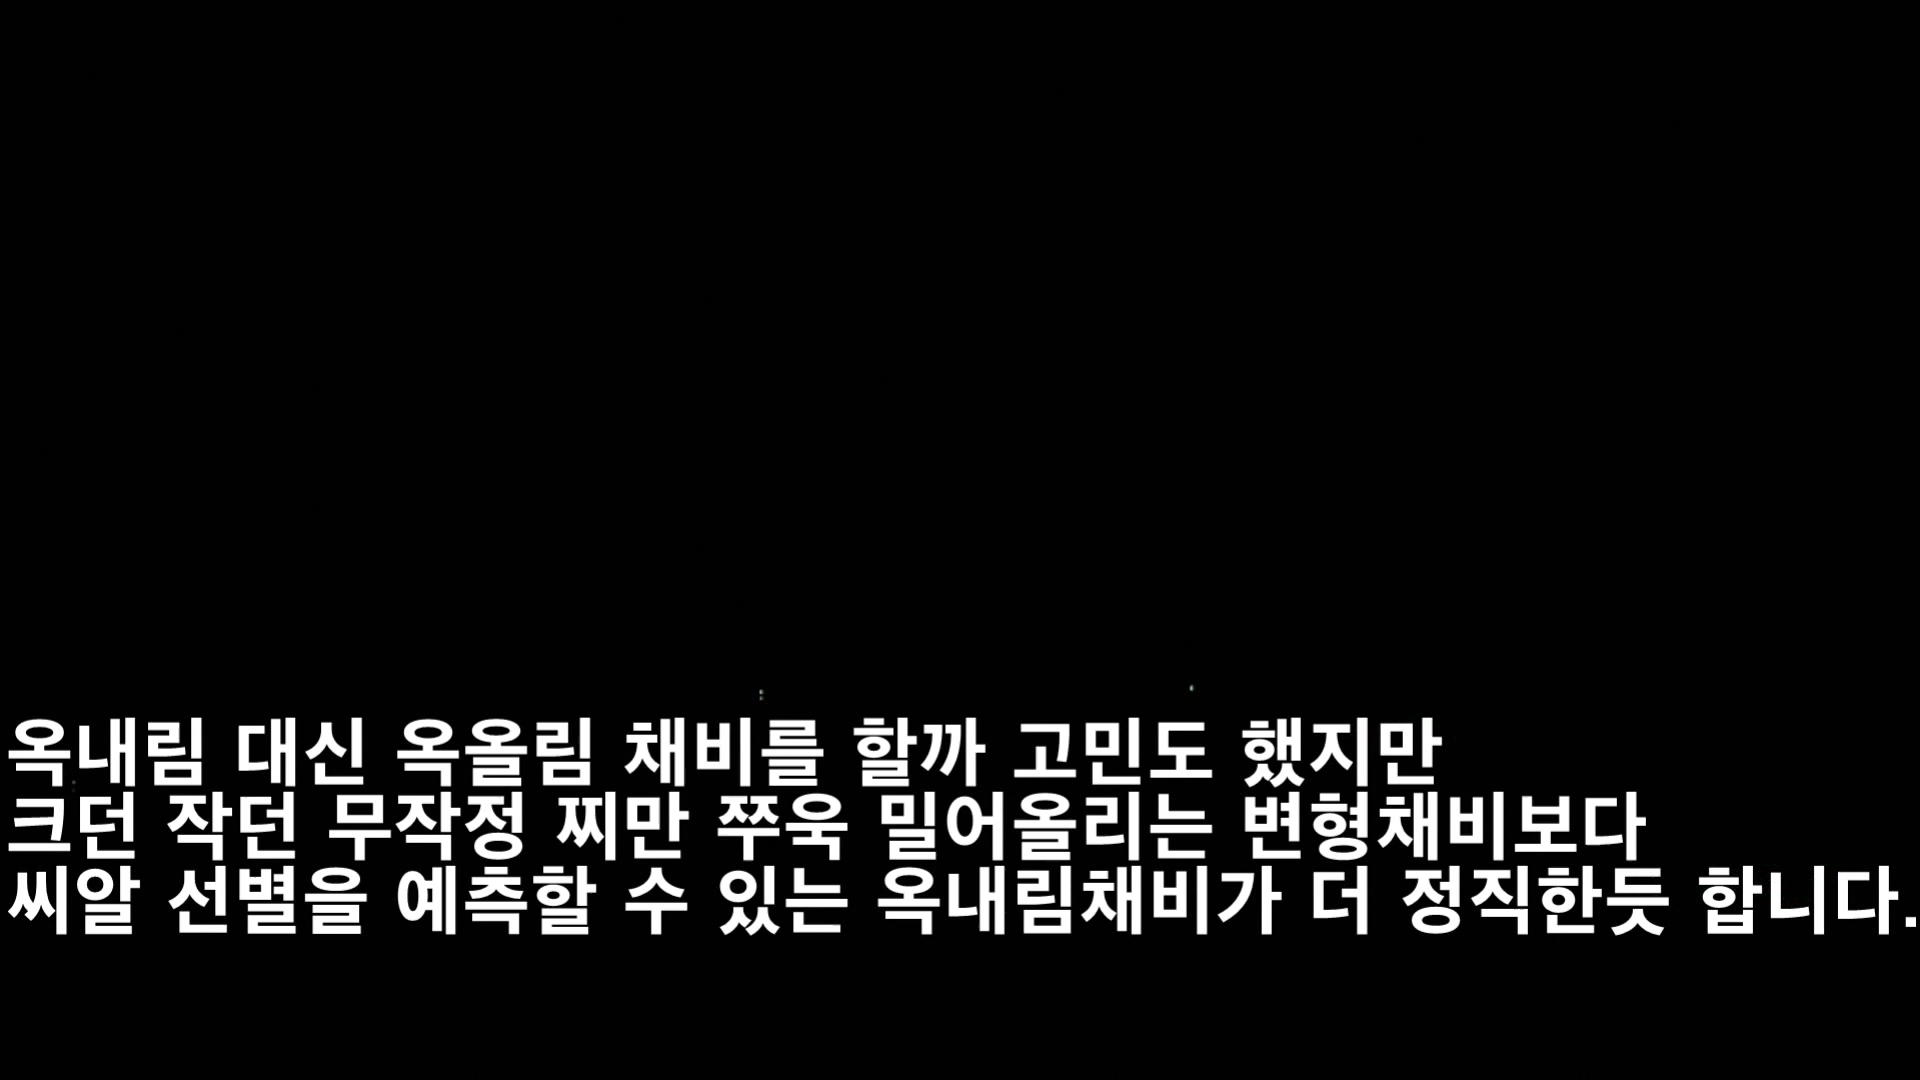 옥내림 대신 옥올림 채비를 할까 고민도 했지만
크던 작던 무작정 찌만 쭈욱 밀어올리는 변형채비보다
씨알 선별을 예측할 수 있는 옥내림채비가 더 정직한듯 합니다.